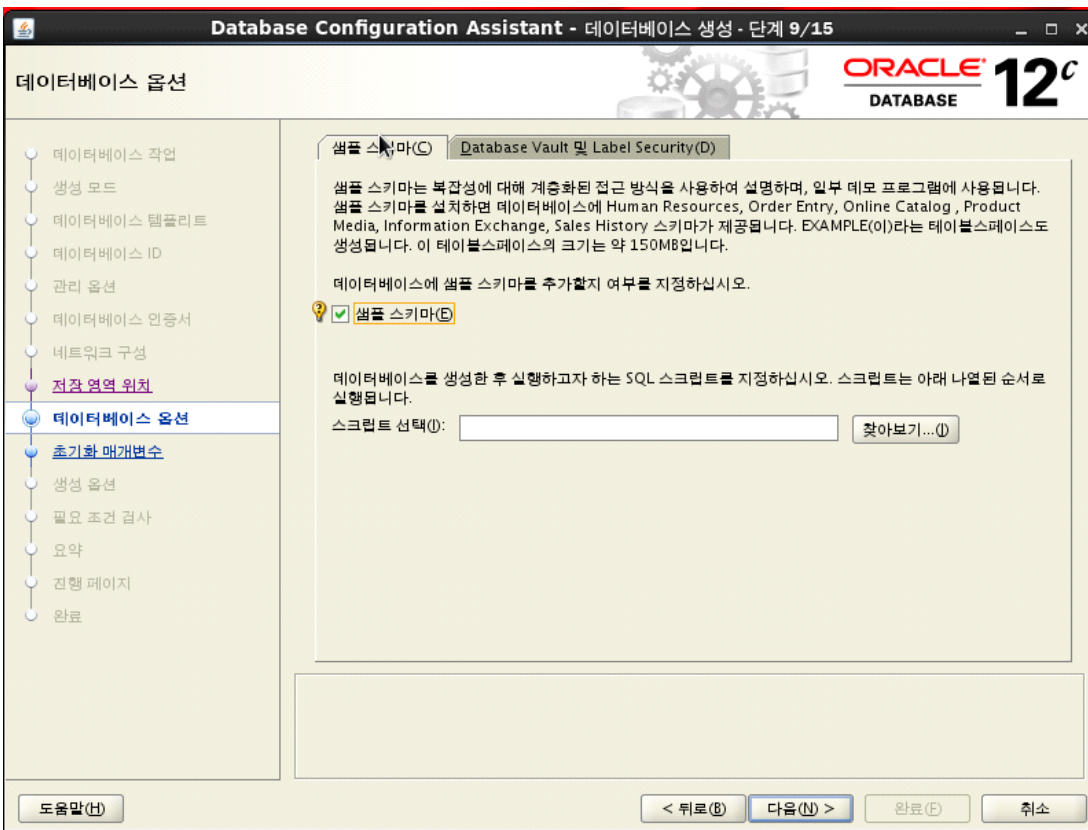 Database Configuration Assistant - 데이터베이스 생성 - 단계 9/15
데이터베이스 옵션
ORACLE
DATABASE
12c
데이터베이스 작업
생성 모드
데이터베이스 템플리트
데이터베이스 ID
관리 옵션
데이터베이스 인증서
네트워크 구성
저장 영역 위치
데이터베이스 옵션
초기화 매개변수
생성 옵션
필요 조건 검사
요약
진행 페이지
완료
샘플 스키마(C)
Database Vault 및 Label Security(D)
샘플 스키마는 복잡성에 대해 계층화된 접근 방식을 사용하여 설명하며, 일부 데모 프로그램에 사용됩니다.
샘플 스키마를 설치하면 데이터베이스에 Human Resources, Order Entry, Online Catalog , Product
Media, Information Exchange, Sales History 스키마가 제공됩니다. EXAMPLE(이)라는 테이블스페이스도
생성됩니다. 이 테이블스페이스의 크기는 약 150MB입니다.
데이터베이스에 샘플 스키마를 추가할지 여부를 지정하십시오.
샘플 스키마(E)
데이터베이스를 생성한 후 실행하고자 하는 SQL 스크립트를 지정하십시오. 스크립트는 아래 나열된 순서로
실행됩니다.
스크립트 선택(I):
찾아보기...(I)
도움말(H)
< 뒤로(B)
다음(N) >
완료(F)
취소